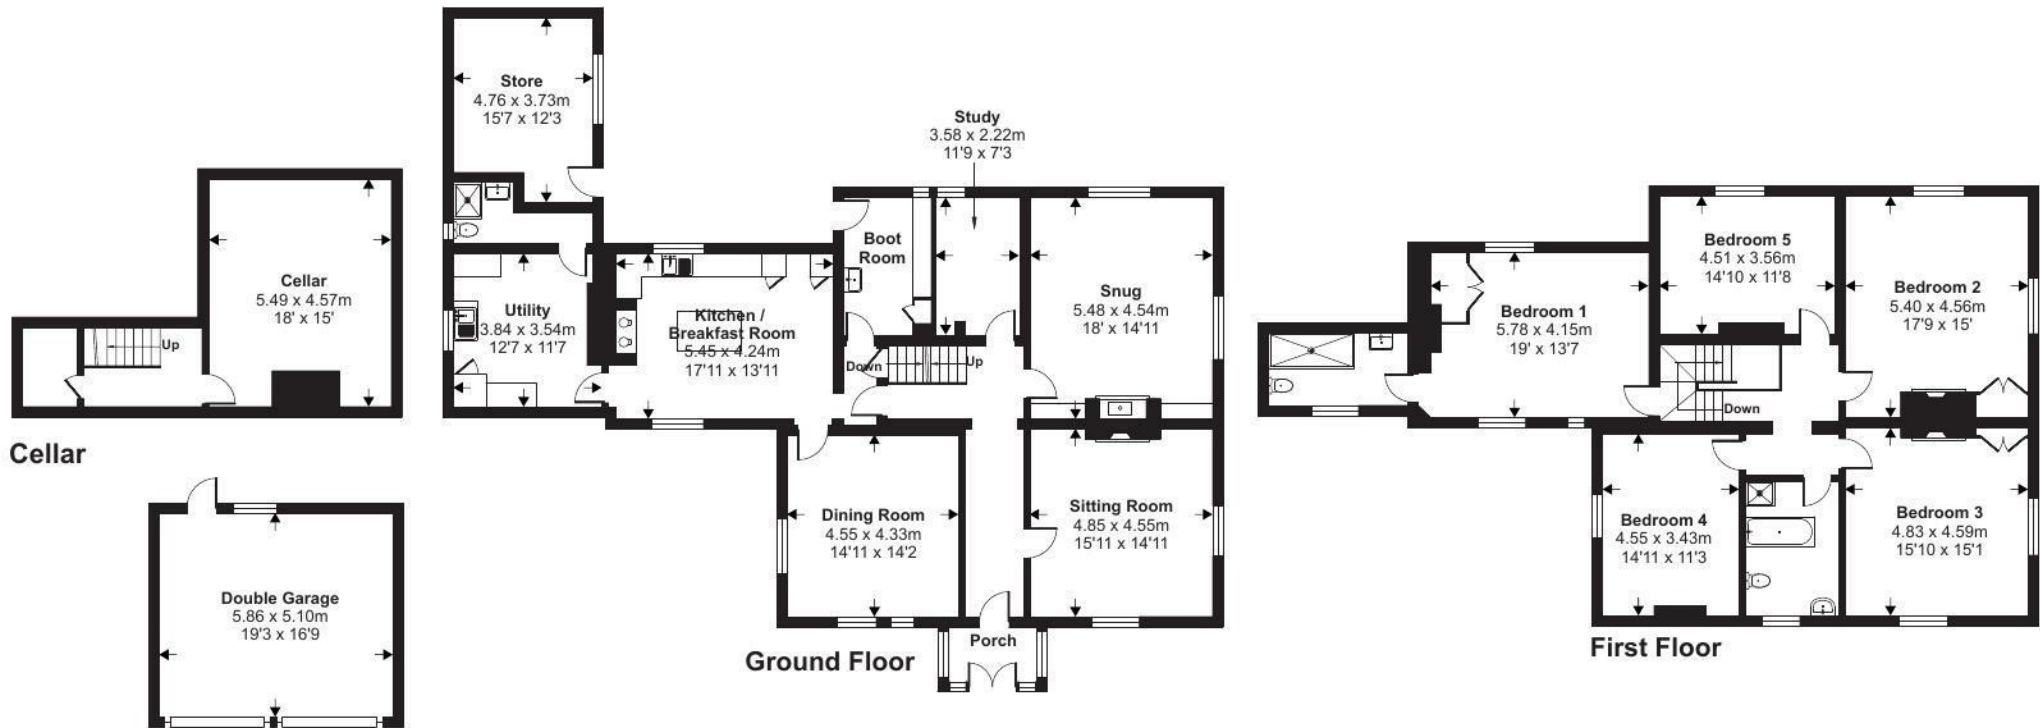 Store
4.76 x 3.73m
15'7 x 12'3
Study
3.58 x 2.22m
11'9 x 7'3
Cellar
5.49 x 4.57m
18' x 15'
Up
Cellar
Utility
3.84 x 3.54m
12'7 x 11'7
Kitchen /
Breakfast Room
5.45 x 4.24m
17'11 x 13'11
Boot
Room
Snug
5.48 x 4.54m
18' x 14'11
Down
Up
Dining Room
4.55 x 4.33m
14'11 x 14'2
Sitting Room
4.85 x 4.55m
15'11 x 14'11
Porch
Ground Floor
Double Garage
5.86 x 5.10m
19'3 x 16'9
Bedroom 5
4.51 x 3.56m
14'10 x 11'8
Bedroom 2
5.40 x 4.56m
17'9 x 15'
Bedroom 1
5.78 x 4.15m
19' x 13'7
Down
Bedroom 4
4.55 x 3.43m
14'11 x 11'3
Bedroom 3
4.83 x 4.59m
15'10 x 15'1
First Floor